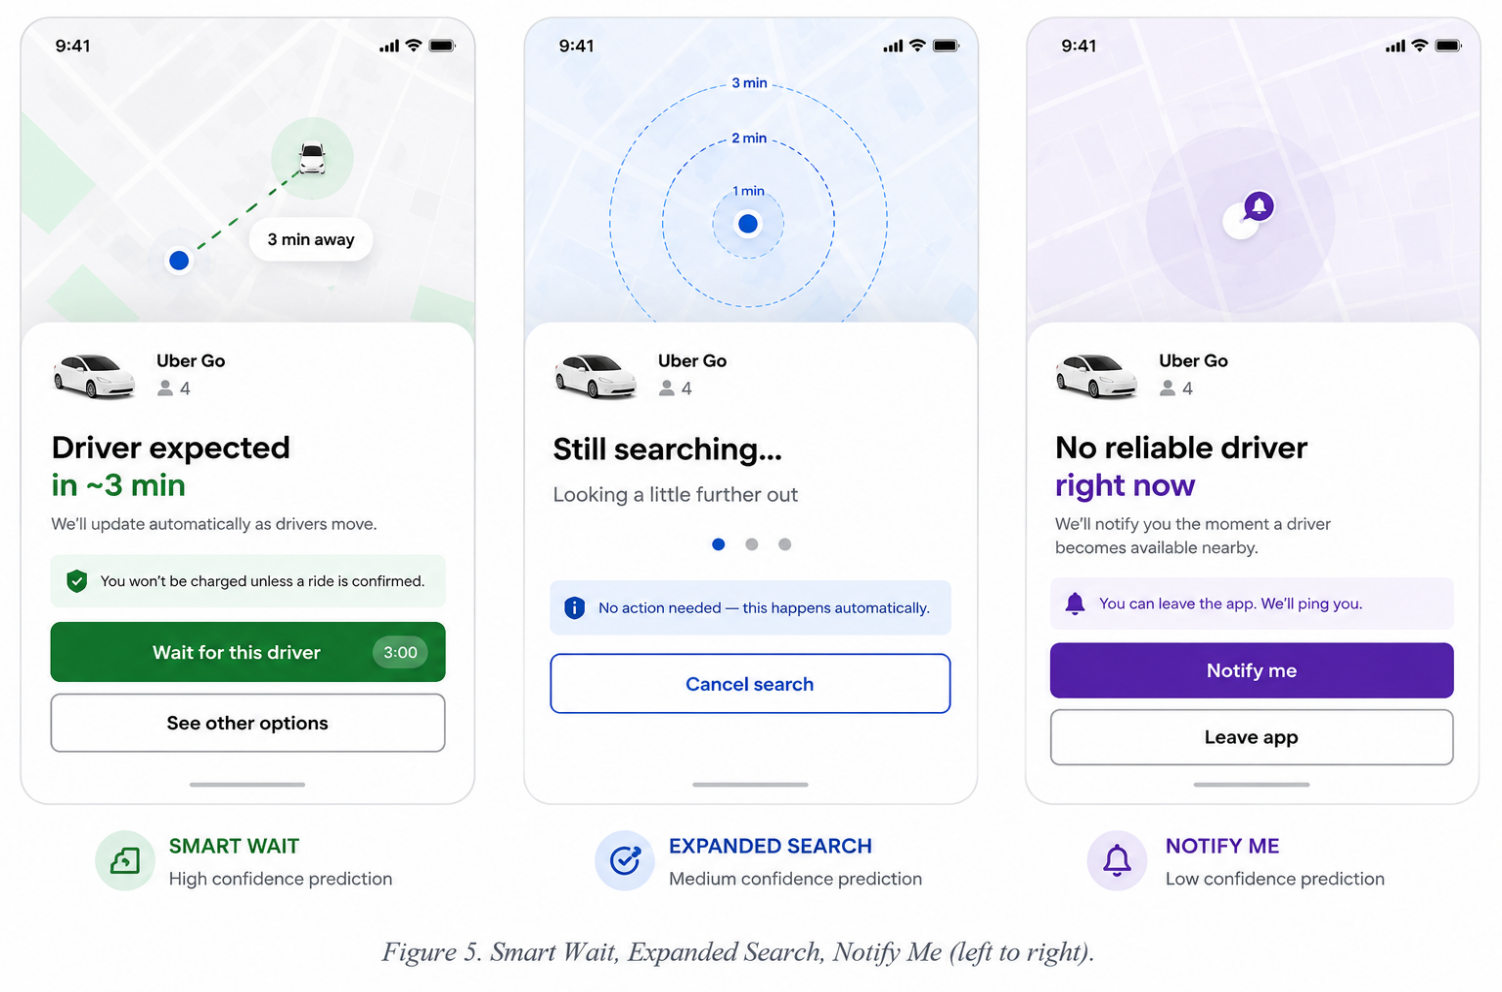 9:41
3 min away
Uber Go
4
Driver expected
in ~3 min
We'll update automatically as drivers move.
You won't be charged unless a ride is confirmed.
Wait for this driver 3:00
See other options
SMART WAIT
High confidence prediction
9:41
3 min
2 min
1 min
Uber Go
4
Still searching...
Looking a little further out
No action needed — this happens automatically.
Cancel search
EXPANDED SEARCH
Medium confidence prediction
9:41
Uber Go
4
No reliable driver
right now
We'll notify you the moment a driver
becomes available nearby.
You can leave the app. We'll ping you.
Notify me
Leave app
NOTIFY ME
Low confidence prediction
Figure 5. Smart Wait, Expanded Search, Notify Me (left to right).